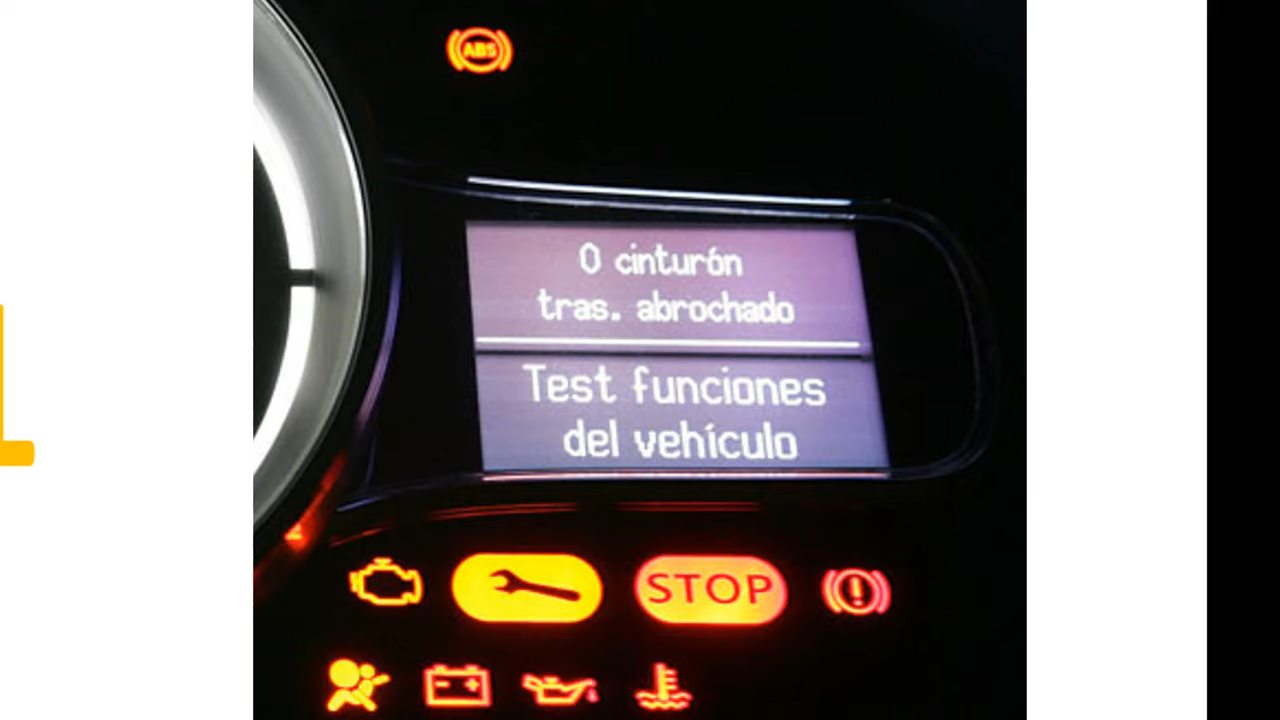 ABS
0 cinturón
tras. abrochado
Test funciones
del vehículo
STOP